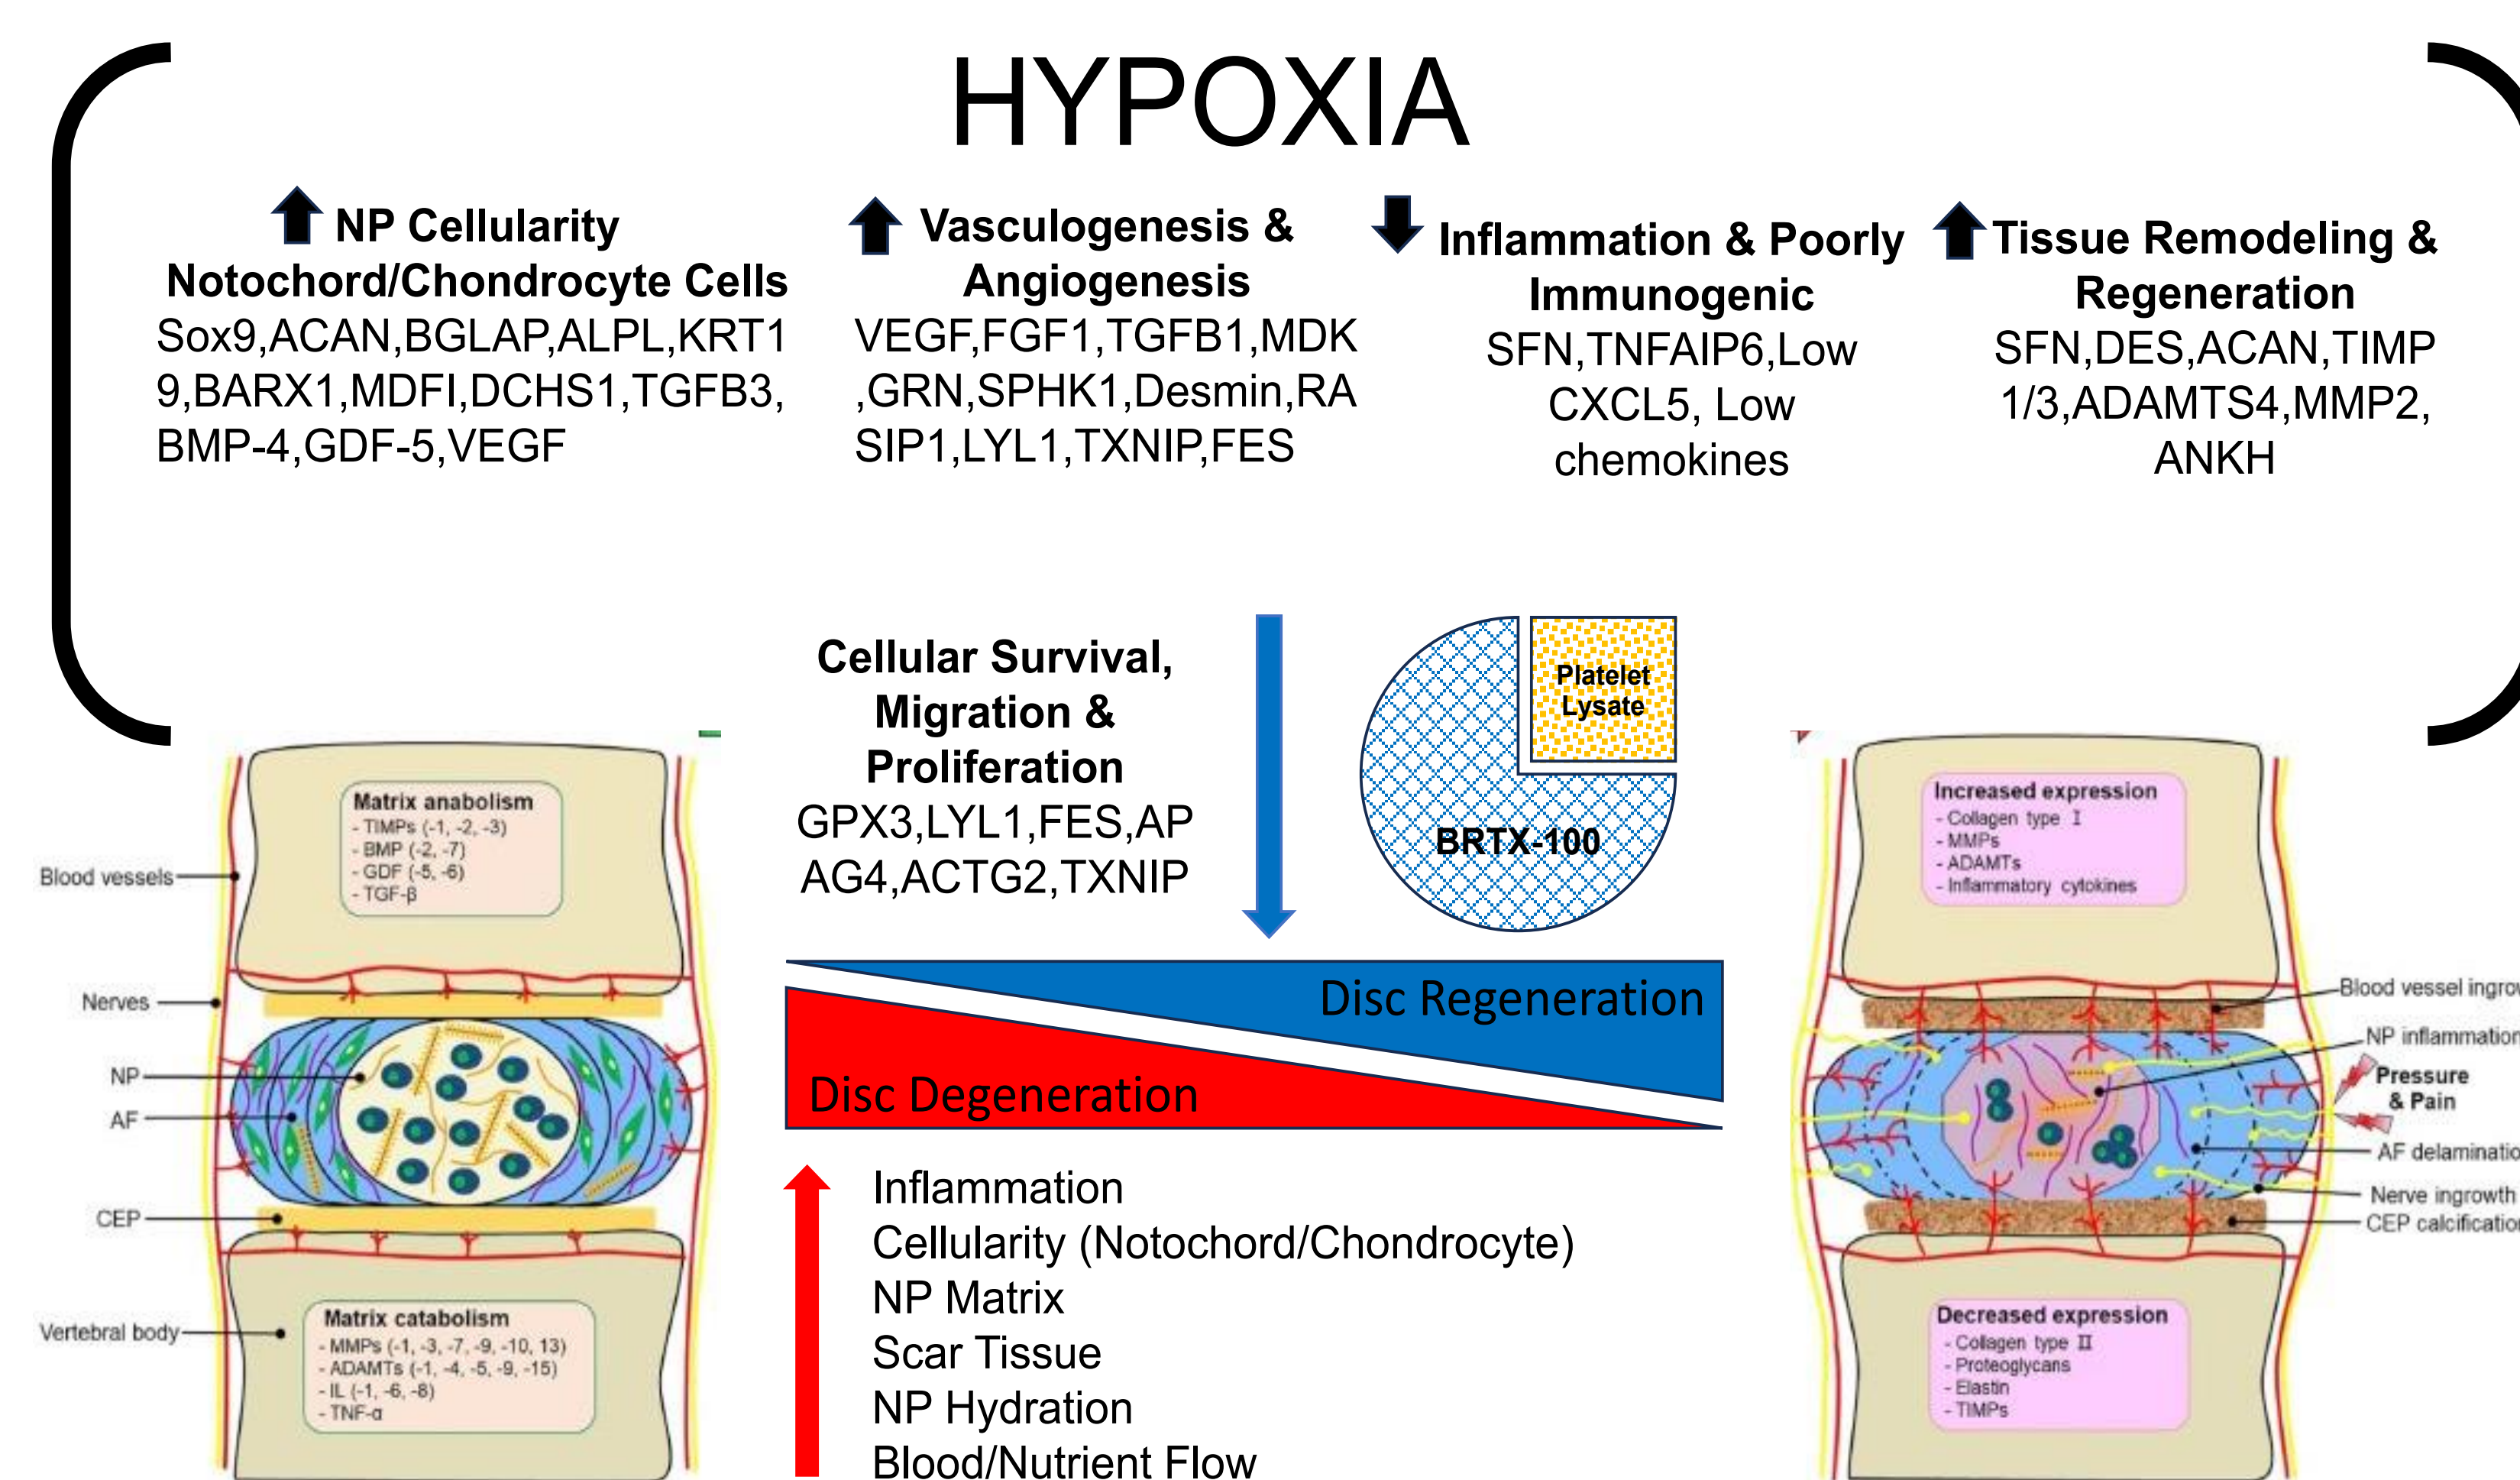 HYPOXIA
NP Cellularity
Notochord/Chondrocyte Cells
Sox9,ACAN,BGLAP,ALPL,KRT1
9,BARX1,MDFI,DCHS1,TGFB3,
BMP-4,GDF-5,VEGF
Vasculogenesis &
Angiogenesis
VEGF,FGF1,TGFB1,MDK
,GRN,SPHK1,Desmin,RA
SIP1,LYL1,TXNIP,FES
Inflammation & Poorly
Immunogenic
SFN,TNFAIP6,Low
CXCL5, Low
chemokines
Tissue Remodeling &
Regeneration
SFN,DES,ACAN,TIMP
1/3,ADAMTS4,MMP2,
ANKH
Cellular Survival,
Migration &
Proliferation
GPX3,LYL1,FES,AP
AG4,ACTG2,TXNIP
Platelet
Lysate
BRTX-100
Matrix anabolism
- TIMPs (-1, -2, -3)
- BMP (-2, -7)
- GDF (-5, -6)
- TGF-β
Blood vessels
Nerves
NP
AF
CEP
Vertebral body
Matrix catabolism
- MMPs (-1, -3, -7, -9, -10, 13)
- ADAMTs (-1, -4, -5, -9, -15)
- IL (-1, -6, -8)
- TNF-α
Disc Regeneration
Disc Degeneration
Inflammation
Cellularity (Notochord/Chondrocyte)
NP Matrix
Scar Tissue
NP Hydration
Blood/Nutrient Flow
Increased expression
- Collagen type I
- MMPs
- ADAMTs
- Inflammatory cytokines
Blood vessel ingrow
NP inflammation
Pressure
& Pain
AF delaminatio
Nerve ingrowth
CEP calcification
Decreased expression
- Collagen type II
- Proteoglycans
- Elastin
- TIMPs